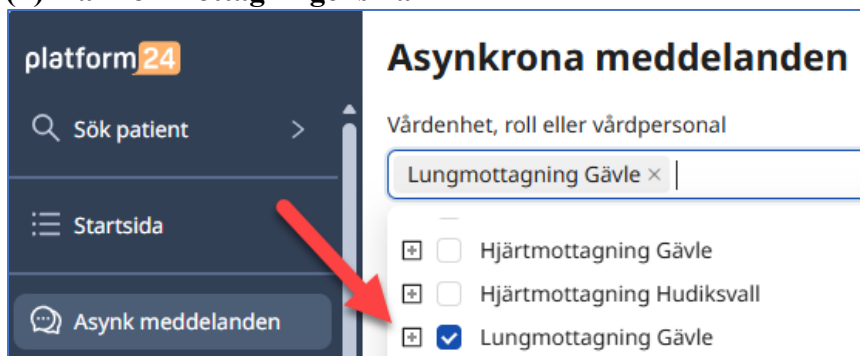 platform24
Sök patient
Startsida
Asynk meddelanden
Asynkrona meddelanden
Vårdenhet, roll eller vårdpersonal
Lungmottagning Gävle ×
Hjärtmottagning Gävle
Hjärtmottagning Hudiksvall
Lungmottagning Gävle